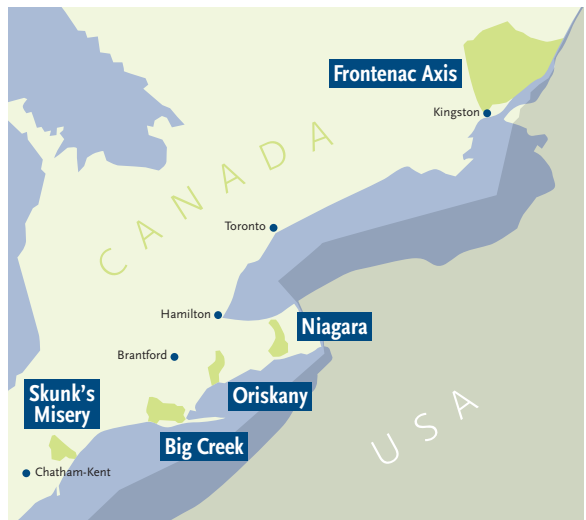 Frontenac Axis
Kingston
CANADA
Toronto
Hamilton
Niagara
Brantford
Skunk's
Misery
Oriskany
Big Creek
USA
Chatham-Kent